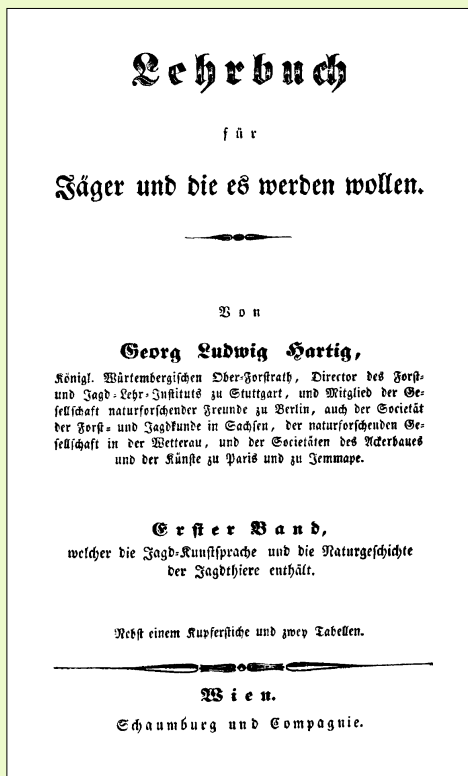 Lehrbuch
für
Jäger und die es werden wollen.
Von
Georg Ludwig Hartig,
Königl. Würtembergischen Ober-Forstrath, Director des Forst-
und Jagd-Lehr-Instituts zu Stuttgart, und Mitglied der Ge-
sellschaft naturforschender Freunde zu Berlin, auch der Societät
der Forst- und Jagdkunde in Sachsen, der naturforschenden Ge-
sellschaft in der Wetterau, und der Societäten des Ackerbaues
und der Künste zu Paris und zu Jemmape.
Erster Band,
welcher die Jagd-Kunstsprache und die Naturgeschichte
der Jagdthiere enthält.
Nebst einem Kupferstiche und zwey Tabellen.
Wien.
Schaumburg und Compagnie.